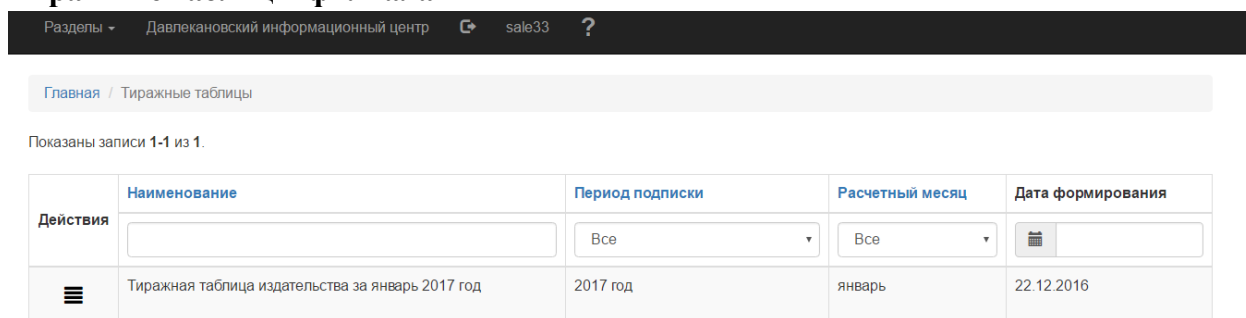 Разделы Давлекановский информационный центр sale33 ?
Главная / Тиражные таблицы
Показаны записи 1-1 из 1.
Действия Наименование Период подписки Расчетный месяц Дата формирования
Все Все
Тиражная таблица издательства за январь 2017 год 2017 год январь 22.12.2016